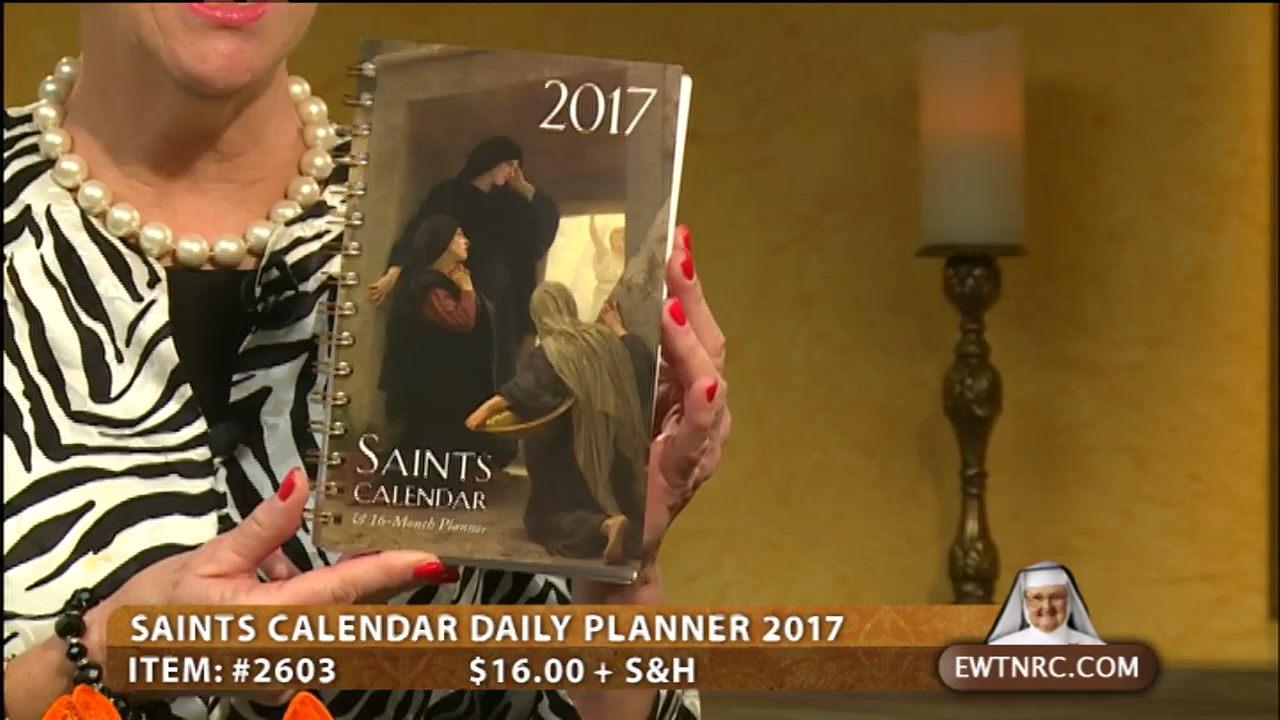 2017
SAINTS
CALENDAR
& 16-Month Planner
SAINTS CALENDAR DAILY PLANNER 2017
ITEM: #2603 $16.00 + S&H
EWTNRC.COM